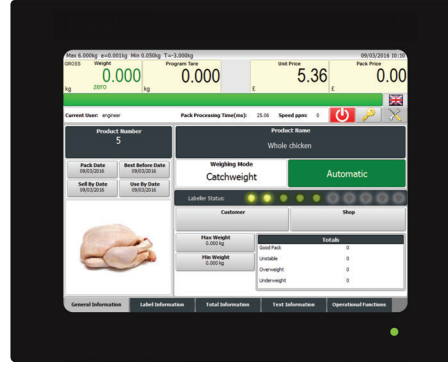 Max 6.000kg e=0.001kg Min 0.050kg T=-3.000kg 09/03/2016 10:10
GROSS Weight Program Tare Unit Price Pack Price
0.000 0.000 5.36 0.00
kg ZERO kg £ £
Current User: engineer Pack Processing Time(ms): 25.06 Speed ppm: 0
Product Number Product Name
5 Whole chicken
Pack Date Best Before Date Weighing Mode
09/03/2016 09/03/2016 Catchweight Automatic
Sell By Date Use By Date
09/03/2016 09/03/2016 Labeler Status:
Customer Shop
Max Weight Totals
0.000 kg Good Pack 0
Min Weight Unstable 0
0.000 kg Overweight 0
Underweight 0
General Information Label Information Total Information Text Information Operational Functions